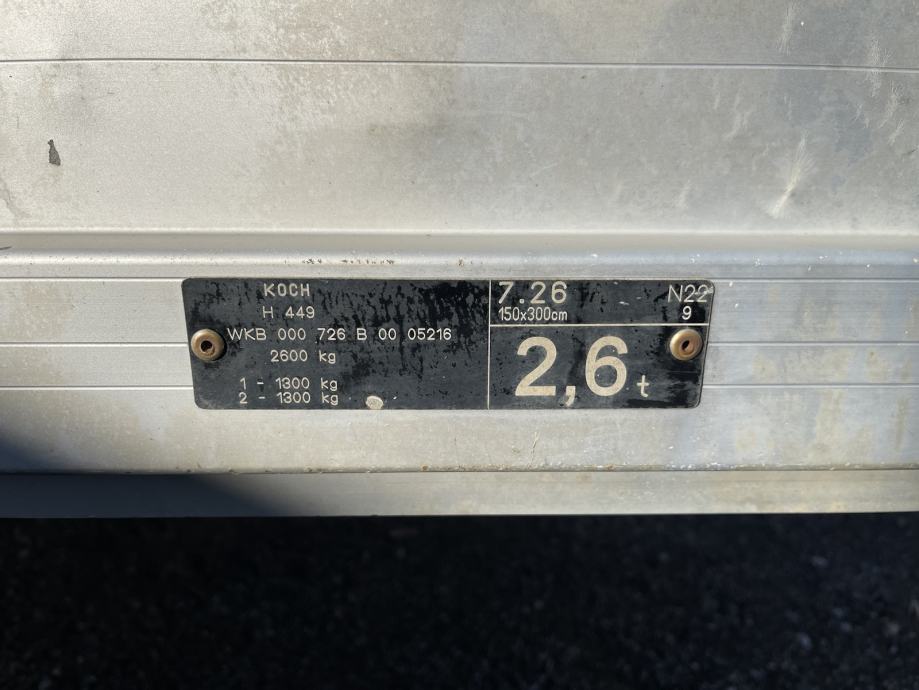 KOCH
H 449
WKB 000 726 B 00 05216
2600 kg
1 - 1300 kg
2 - 1300 kg
7.26
150x300cm
N22
9
2,6 t